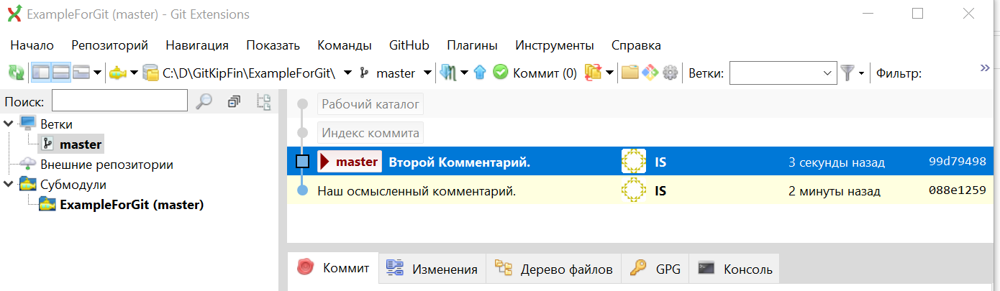 ExampleForGit (master) - Git Extensions
Начало Репозиторий Навигация Показать Команды GitHub Плагины Инструменты Справка
C:\D\GitKipFin\ExampleForGit\ master Коммит (0) Ветки: Фильтр:
Поиск:
Ветки
master
Внешние репозитории
Субмодули
ExampleForGit (master)
Рабочий каталог
Индекс коммита
master Второй Комментарий. IS 3 секунды назад 99d79498
Наш осмысленный комментарий. IS 2 минуты назад 088e1259
Коммит Изменения Дерево файлов GPG Консоль